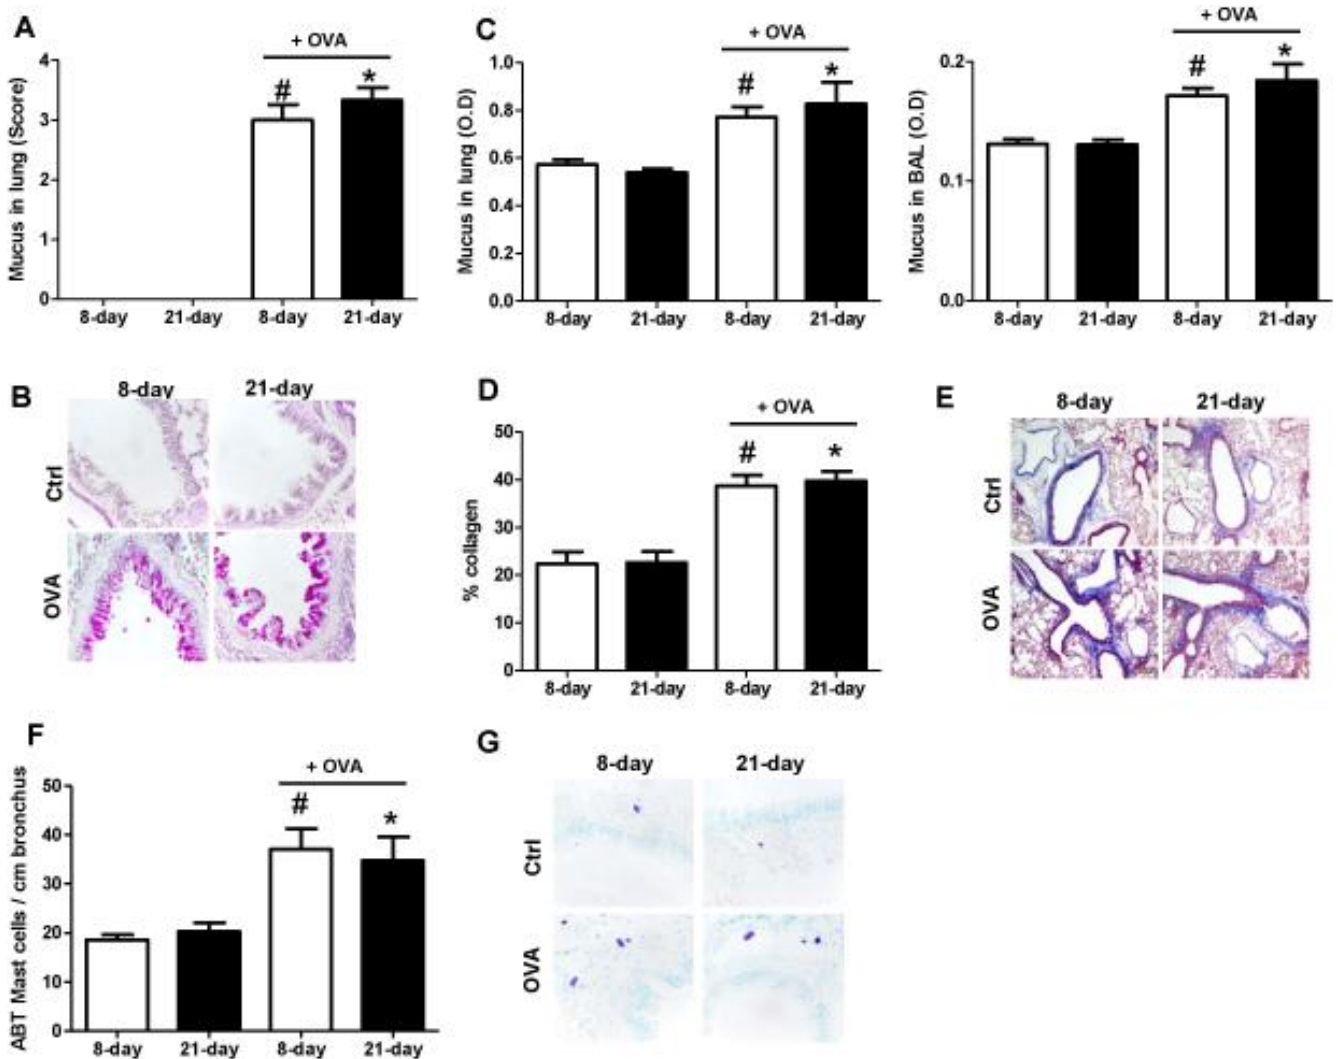 A
+ OVA
Mucus in lung (Score)
4
3
2
1
0
#
*
8-day
21-day
8-day
21-day
C
+ OVA
Mucus in lung (O.D)
1.0
0.8
0.6
0.4
0.2
0.0
#
*
8-day
21-day
8-day
21-day
+ OVA
Mucus in BAL (O.D)
0.2
0.1
0.0
#
*
8-day
21-day
8-day
21-day
B
8-day
21-day
Ctrl
OVA
D
+ OVA
% collagen
50
40
30
20
10
0
#
*
8-day
21-day
8-day
21-day
E
8-day
21-day
Ctrl
OVA
F
+ OVA
ABT Mast cells / cm bronchus
50
40
30
20
10
0
#
*
8-day
21-day
8-day
21-day
G
8-day
21-day
Ctrl
OVA